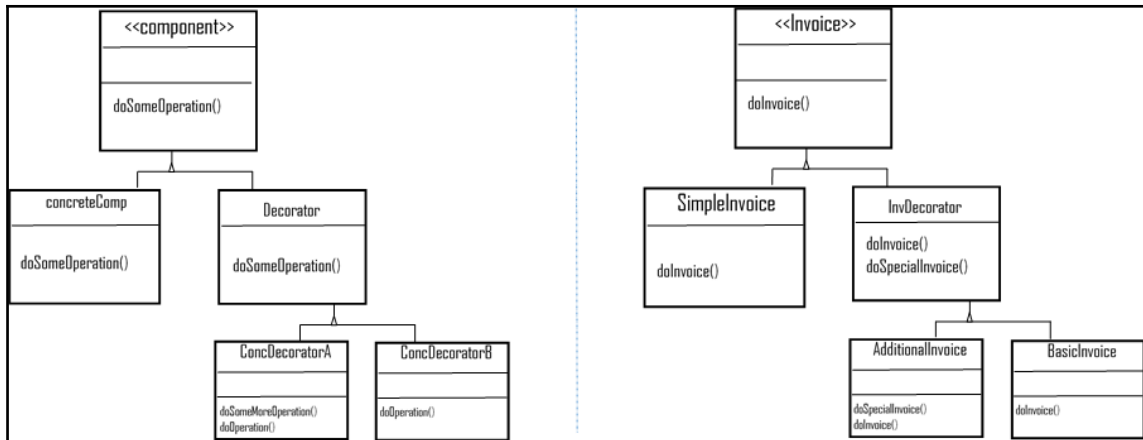 <<component>>
doSomeOperation()
concreteComp
doSomeOperation()
Decorator
doSomeOperation()
ConcDecoratorA
doSomeMoreOperation()
doOperation()
ConcDecoratorB
doOperation()
<<Invoice>>
doInvoice()
SimpleInvoice
doInvoice()
InvDecorator
doInvoice()
doSpecialInvoice()
AdditionalInvoice
doSpecialInvoice()
doInvoice()
BasicInvoice
doInvoice()